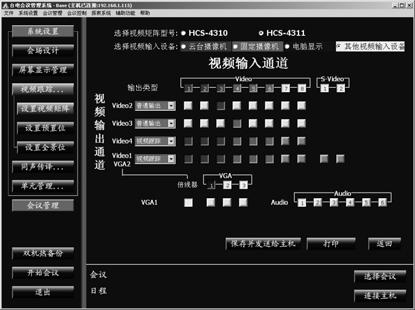 台电会议管理系统 - Base (主机已连接:192.168.1.115)
文件 系统设置 会议管理 会议控制 摄录系统 辅助功能 帮助
系统设置
会场设计
屏幕显示管理
视频跟踪...
设置视频矩阵
设置预置位
设置全景位
同声传译...
单元管理...
会议管理
双机热备份
开始会议
退出
选择视频矩阵型号: HCS-4310 HCS-4311
选择视频输入设备: 云台摄像机 固定摄像机 电脑显示 其他视频输入设备
视频输入通道
Video S-Video
输出类型 1 2 3 4 5 6 7 8 1 2
视频输出通道
Video2 普通输出
Video3 普通输出
Video4 视频跟踪
Video1 视频跟踪
VGA2
VGA
倍线器 1 2 3
VGA1
Audio
Audio 1 2 3 4 5 6
保存并发送给主机 打印 返回
会议
日程
选择会议
连接主机